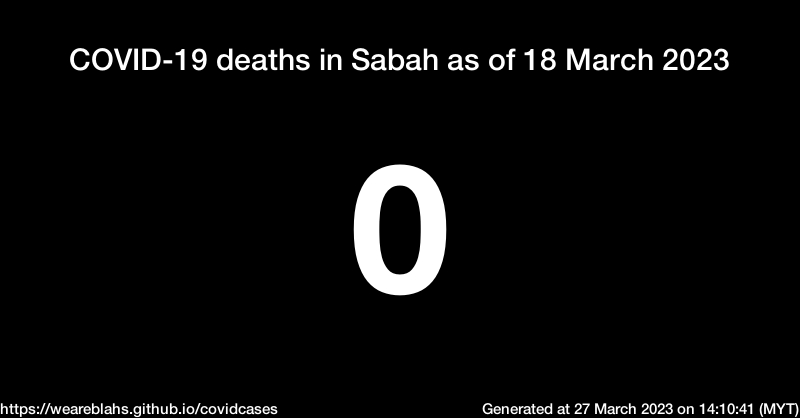 COVID-19 deaths in Sabah as of 18 March 2023
0
https://weareblahs.github.io/covidcases
Generated at 27 March 2023 on 14:10:41 (MYT)